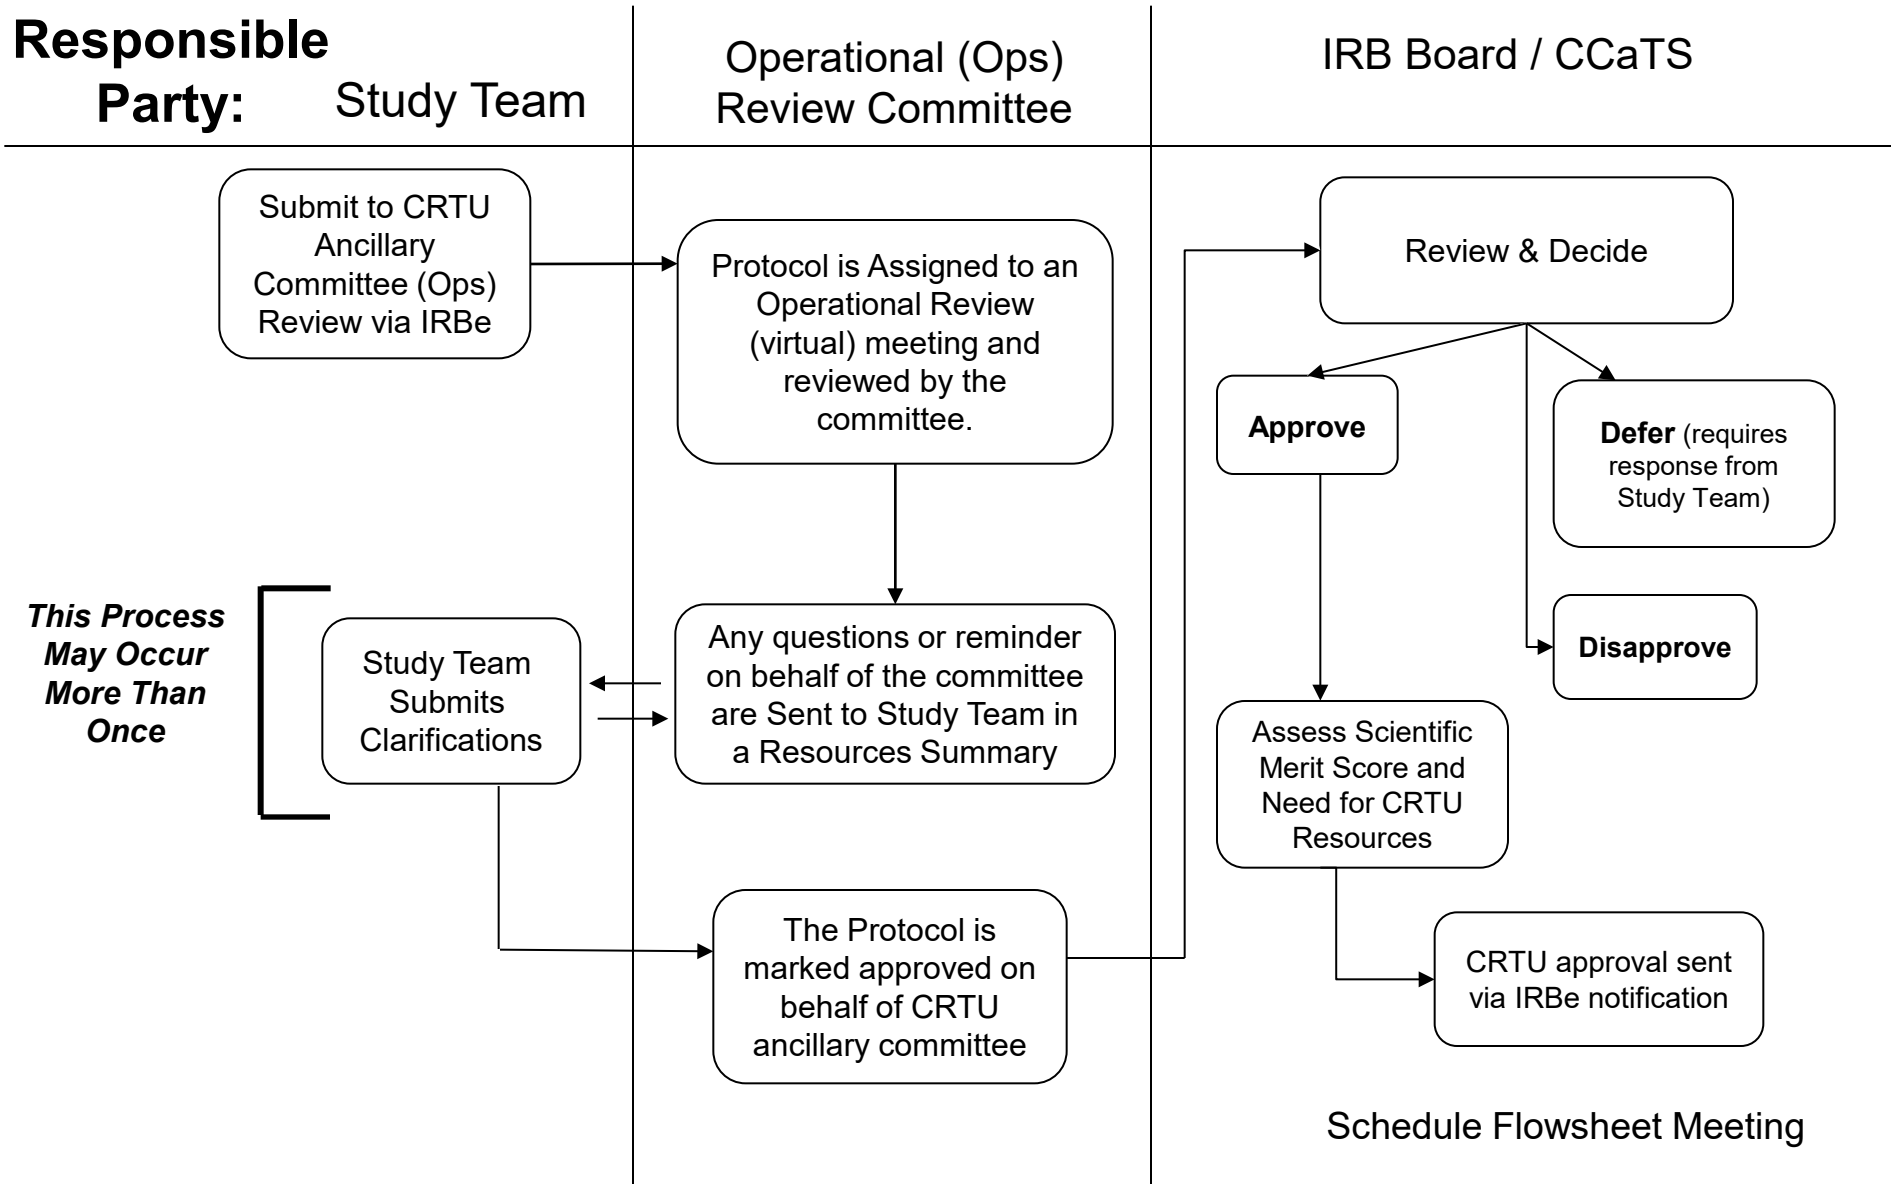 Responsible
Party:
Study Team
Operational (Ops)
Review Committee
IRB Board / CCaTS
Submit to CRTU
Ancillary
Committee (Ops)
Review via IRBe
Protocol is Assigned to an
Operational Review
(virtual) meeting and
reviewed by the
committee.
Review & Decide
Approve
Defer (requires
response from
Study Team)
Disapprove
This Process
May Occur
More Than
Once
Study Team
Submits
Clarifications
Any questions or reminder
on behalf of the committee
are Sent to Study Team in
a Resources Summary
Assess Scientific
Merit Score and
Need for CRTU
Resources
The Protocol is
marked approved on
behalf of CRTU
ancillary committee
CRTU approval sent
via IRBe notification
Schedule Flowsheet Meeting